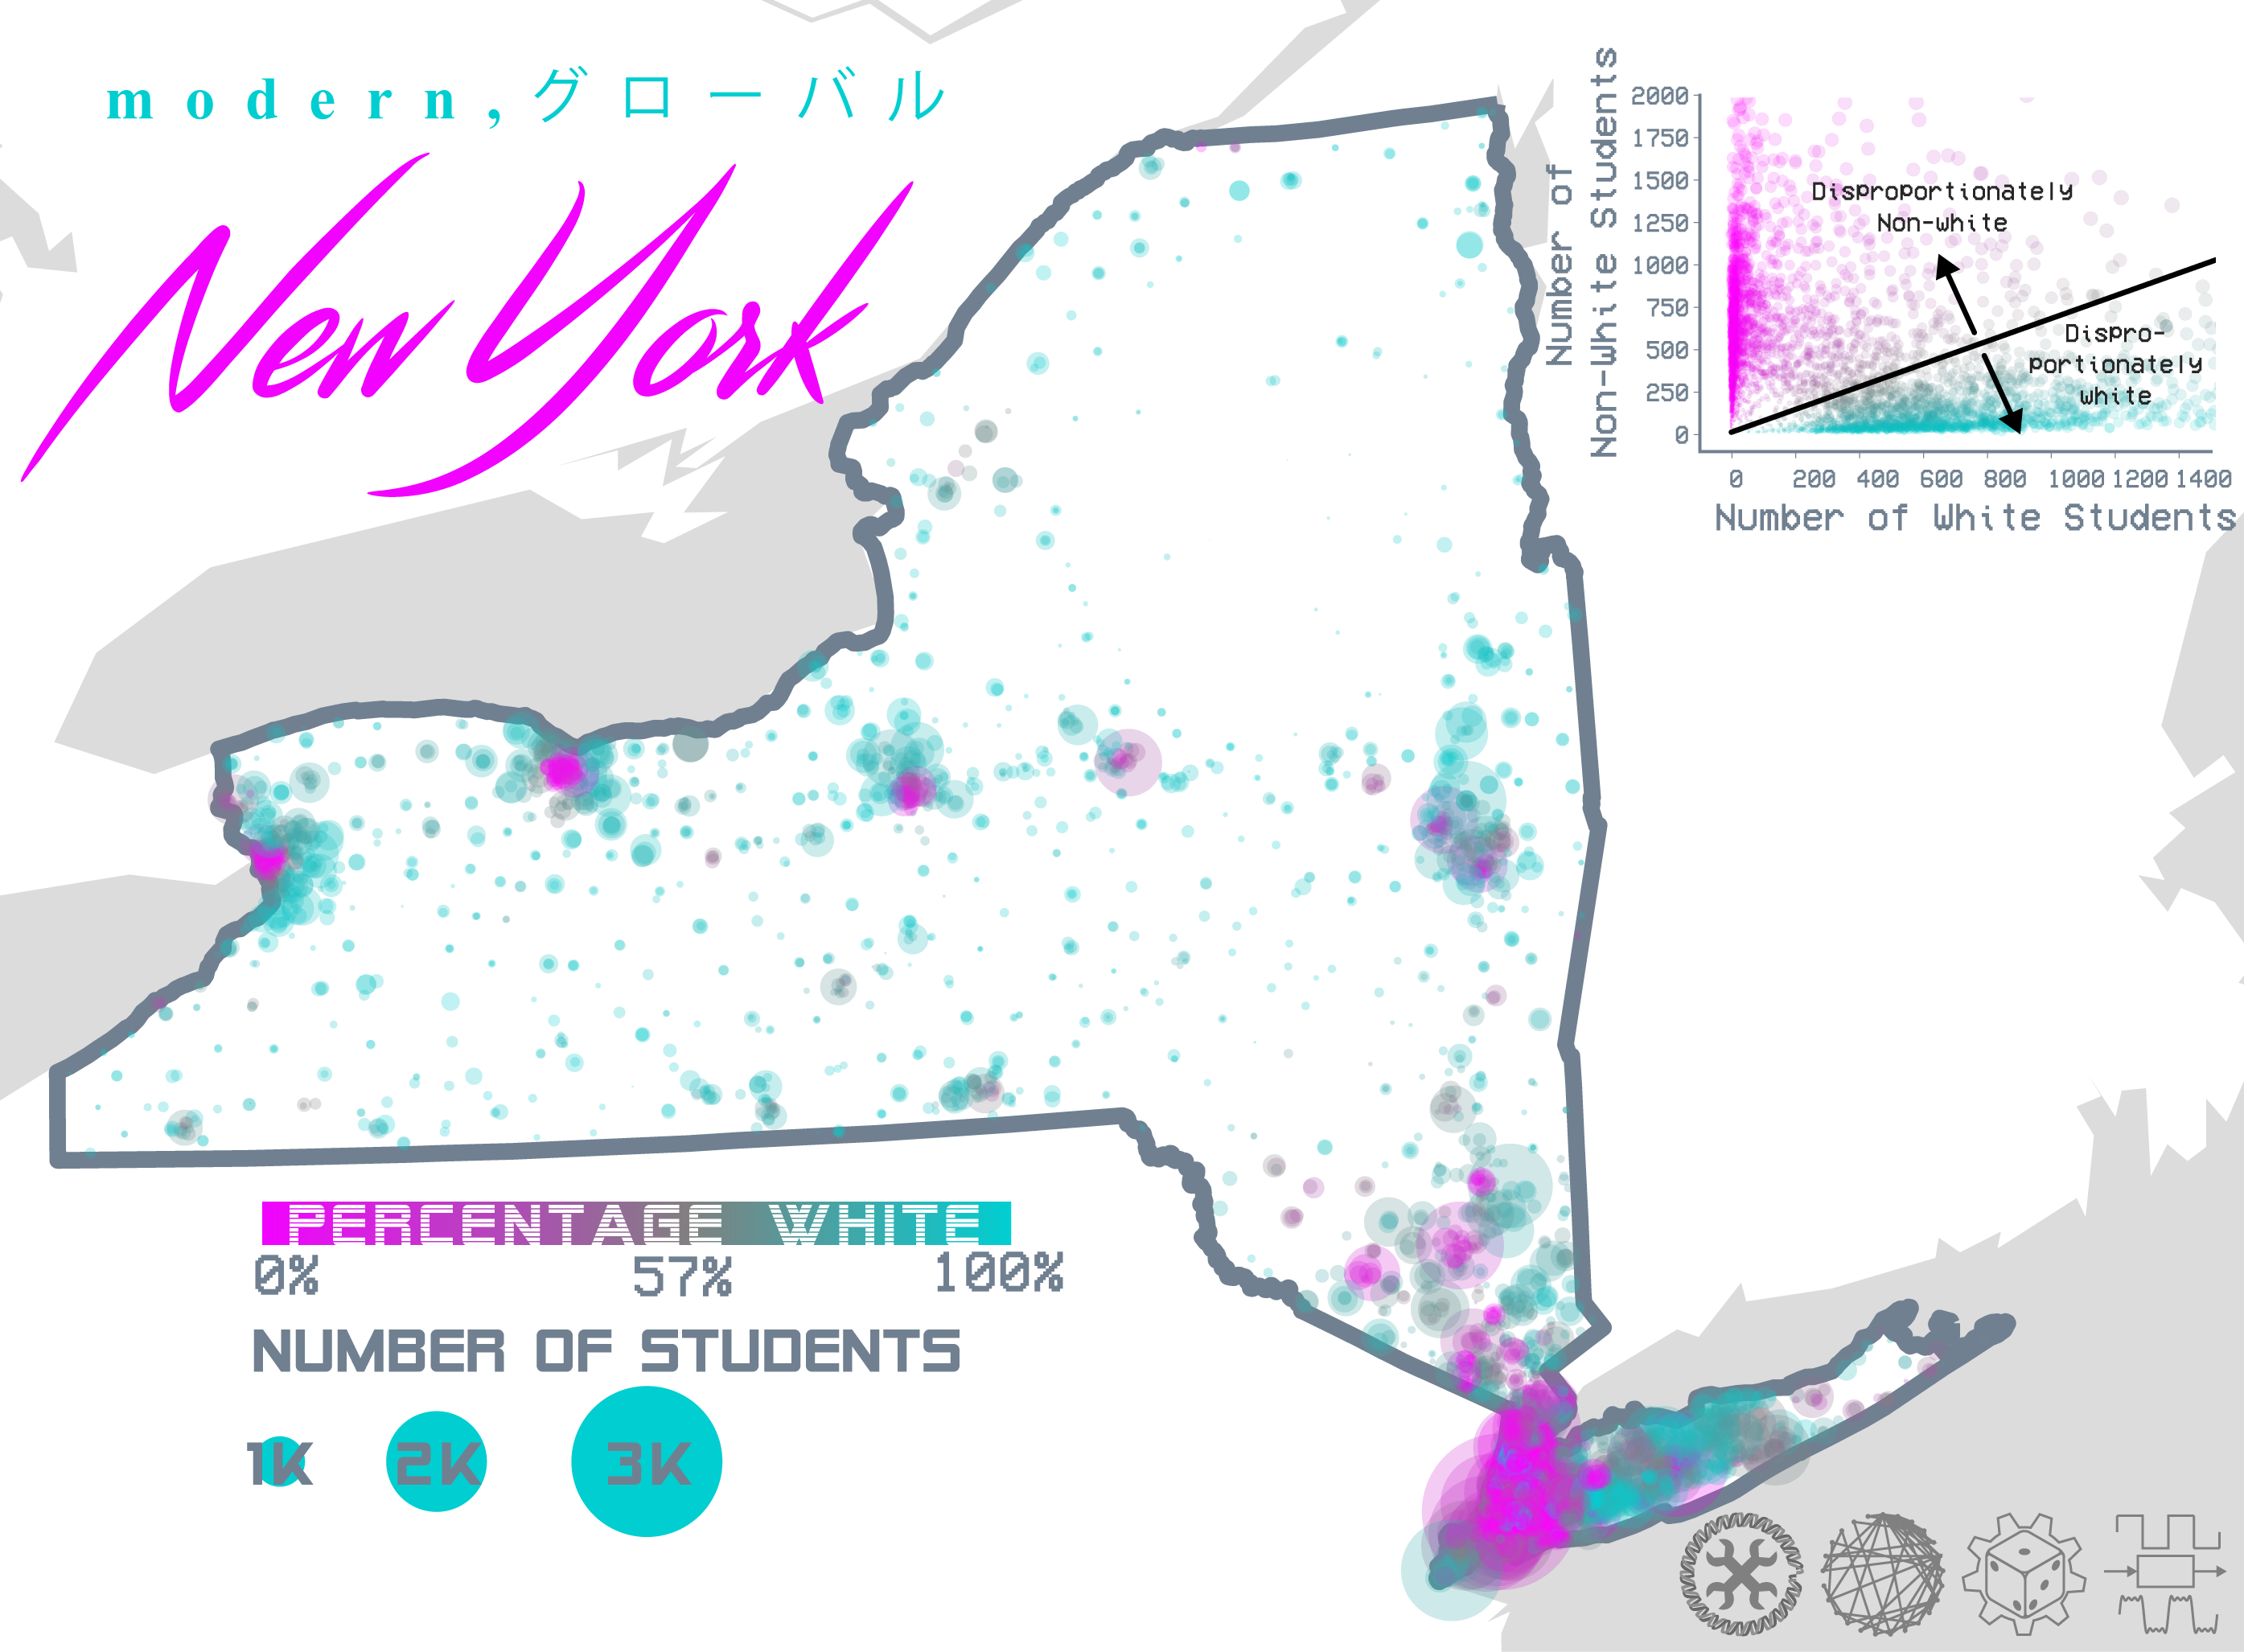 modern,グローバル
New York
Number of
Non-White Students
2000
1750
1500
1250
1000
750
500
250
0
Disproportionately
Non-white
Dispro-
portionately
white
0 200 400 600 800 1000 1200 1400
Number of White Students
PERCENTAGE WHITE
0% 57% 100%
NUMBER OF STUDENTS
1K 2K 3K